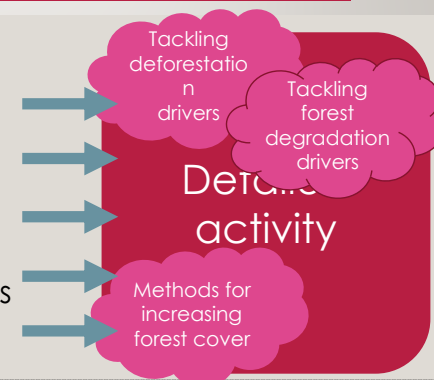 Tackling
deforestatio
n
drivers
Tackling
forest
degradation
drivers
activity
s
Methods for
increasing
forest cover